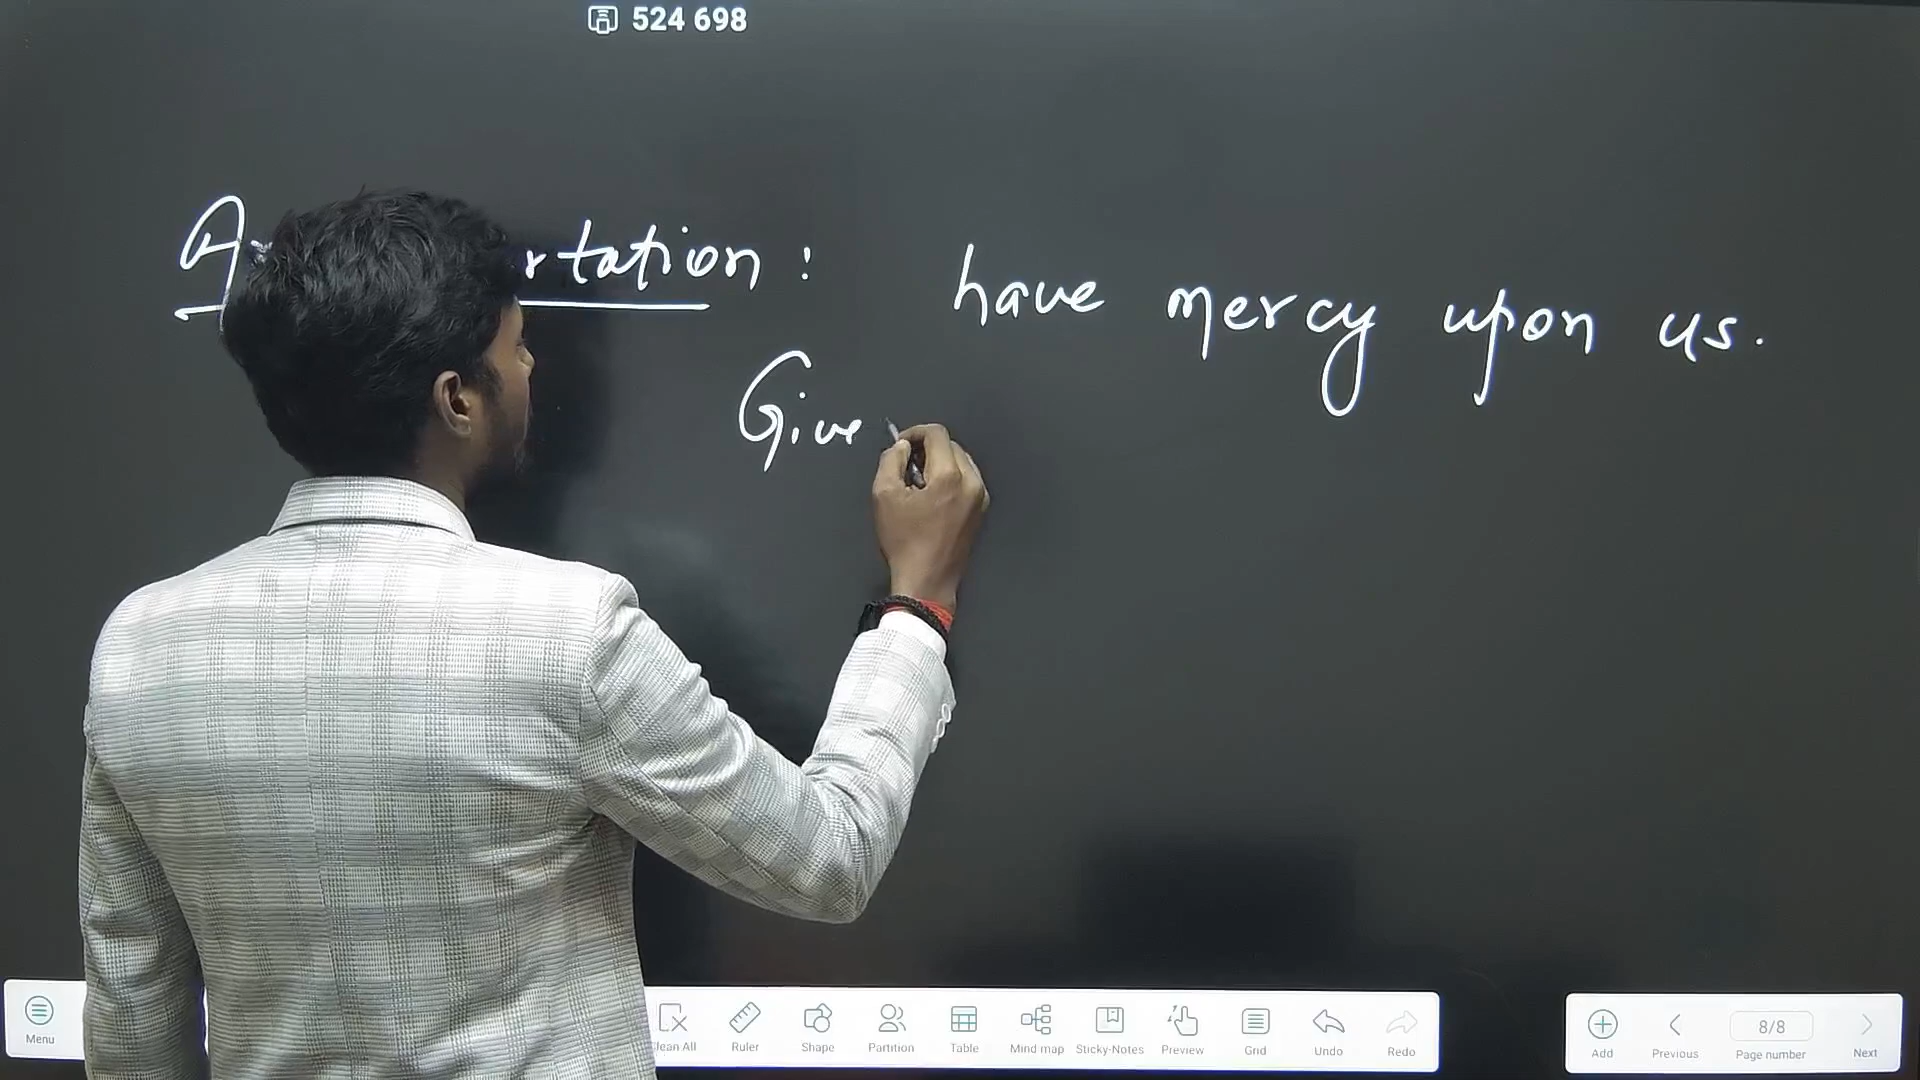 524 698
have mercy upon us.
Give
Menu
Clean All Ruler Shape Partition Table Mind map Sticky-Notes Preview Grid Undo Redo
Add Previous 8/8 Page number Next